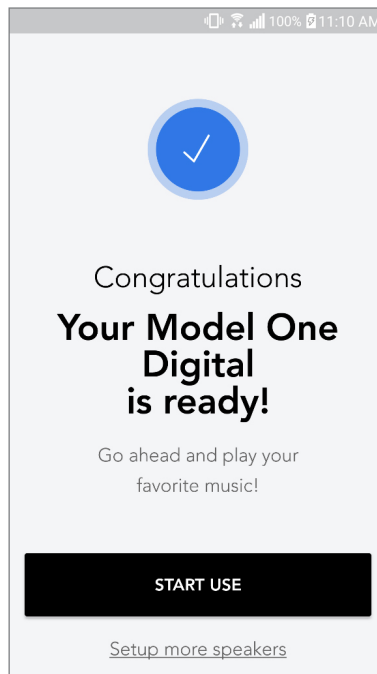 100% 11:10 AM
Congratulations
Your Model One
Digital
is ready!
Go ahead and play your
favorite music!
START USE
Setup more speakers